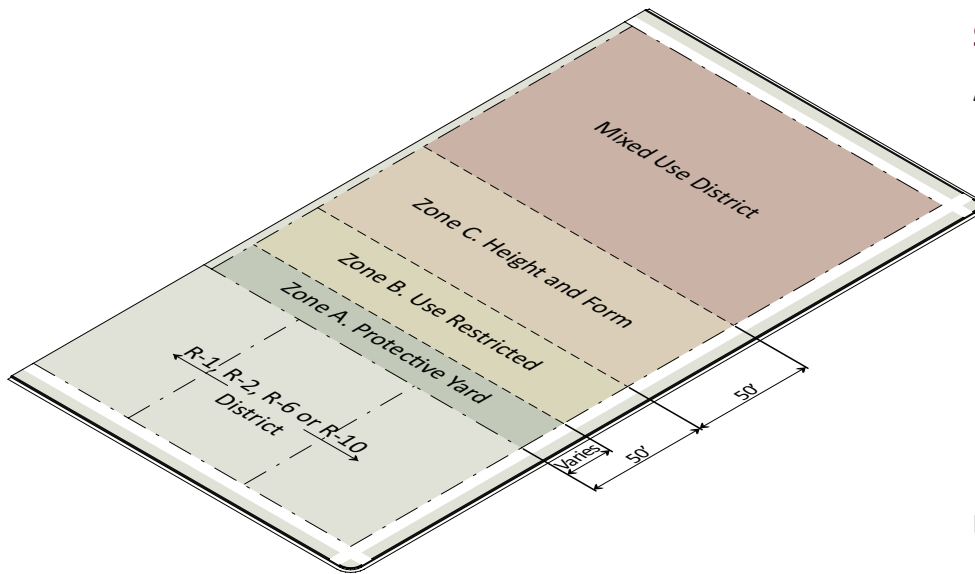 Mixed Use District
Zone C. Height and Form
Zone B. Use Restricted
Zone A. Protective Yard
R-1, R-2, R-6 or R-10
District
50'
50'
Varies